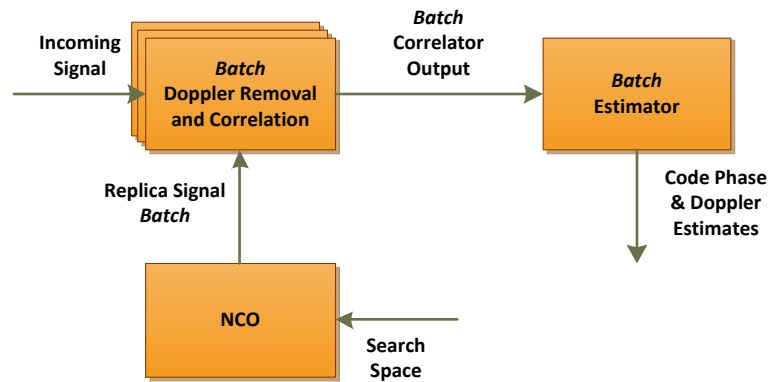 Incoming
Signal
Batch
Doppler Removal
and Correlation
Batch
Correlator
Output
Batch
Estimator
Replica Signal
Batch
Code Phase
& Doppler
Estimates
NCO
Search
Space